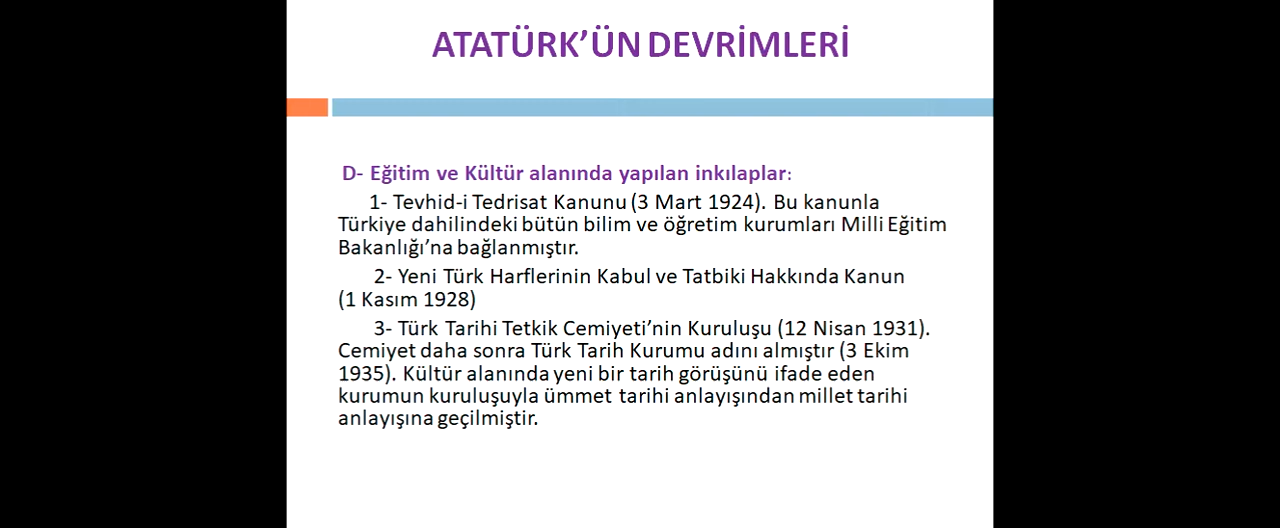 ATATÜRK’ÜN DEVRİMLERİ
D- Eğitim ve Kültür alanında yapılan inkılaplar:
1- Tevhid-i Tedrisat Kanunu (3 Mart 1924). Bu kanunla
Türkiye dahilindeki bütün bilim ve öğretim kurumları Milli Eğitim
Bakanlığı’na bağlanmıştır.
2- Yeni Türk Harflerinin Kabul ve Tatbiki Hakkında Kanun
(1 Kasım 1928)
3- Türk Tarihi Tetkik Cemiyeti’nin Kuruluşu (12 Nisan 1931).
Cemiyet daha sonra Türk Tarih Kurumu adını almıştır (3 Ekim
1935). Kültür alanında yeni bir tarih görüşünü ifade eden
kurumun kuruluşuyla ümmet tarihi anlayışından millet tarihi
anlayışına geçilmiştir.